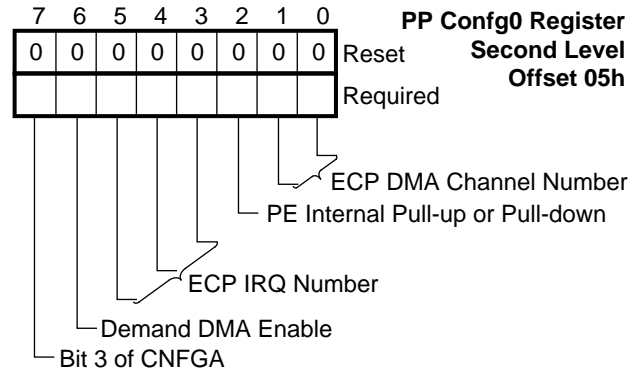 7 6 5 4 3 2 1 0
PP Confg0 Register
Second Level
Offset 05h
0 0 0 0 0 0 0 0 Reset
Required
ECP DMA Channel Number
PE Internal Pull-up or Pull-down
ECP IRQ Number
Demand DMA Enable
Bit 3 of CNFGA